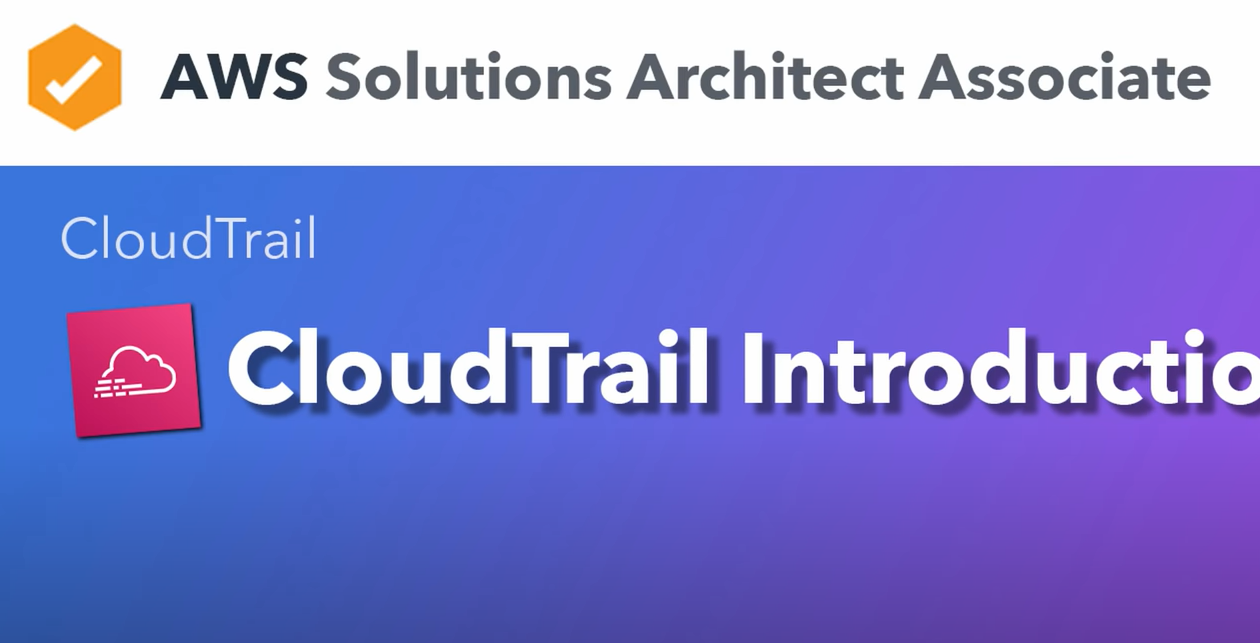 AWS Solutions Architect Associate
CloudTrail
CloudTrail Introductio